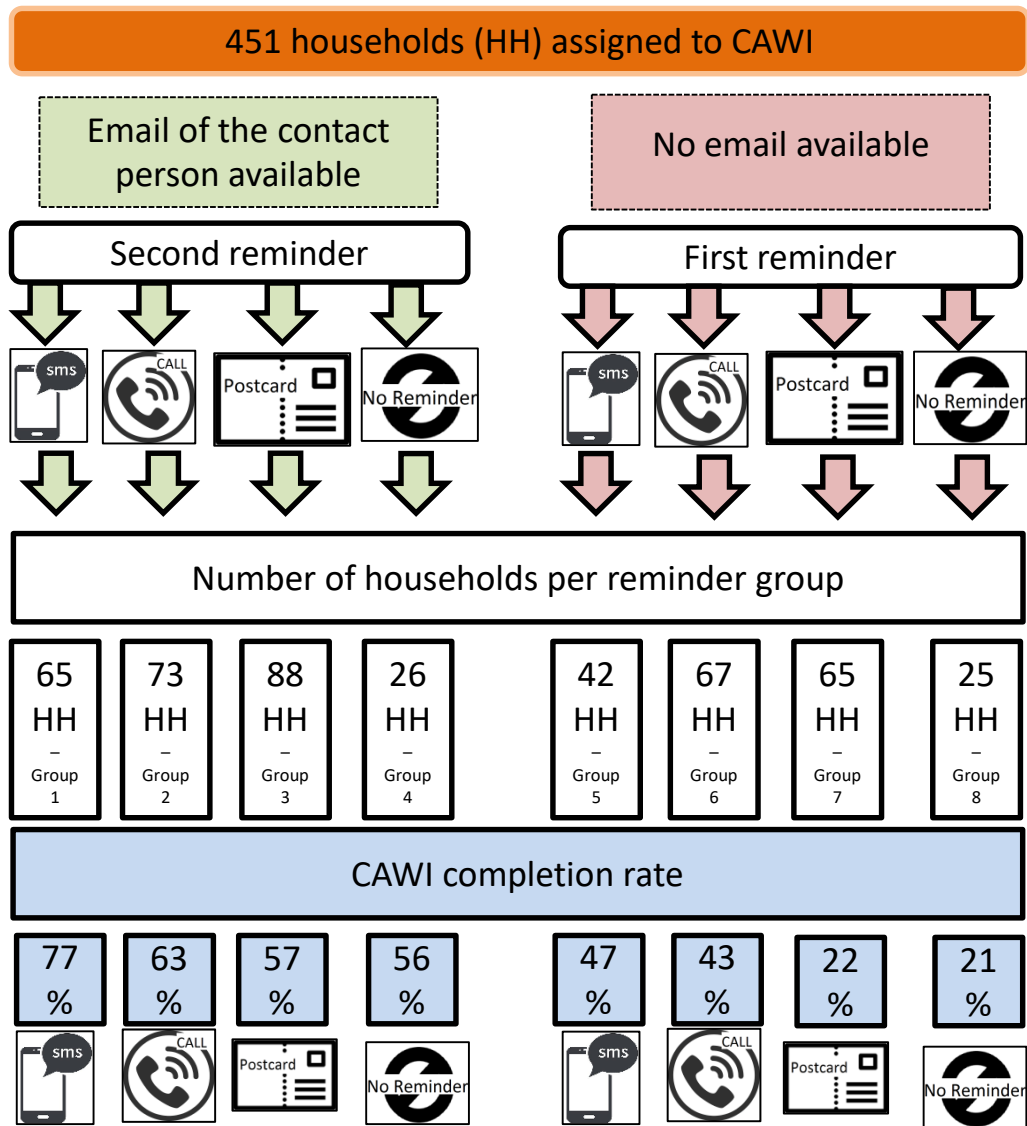 451 households (HH) assigned to CAWI
Email of the contact
person available
No email available
Second reminder
First reminder
sms
CALL
Postcard
No Reminder
sms
CALL
Postcard
No Reminder
Number of households per reminder group
65
HH
–
Group
1
73
HH
–
Group
2
88
HH
–
Group
3
26
HH
–
Group
4
42
HH
–
Group
5
67
HH
–
Group
6
65
HH
–
Group
7
25
HH
–
Group
8
CAWI completion rate
77
%
63
%
57
%
56
%
47
%
43
%
22
%
21
%
sms
CALL
Postcard
No Reminder
sms
CALL
Postcard
No Reminder